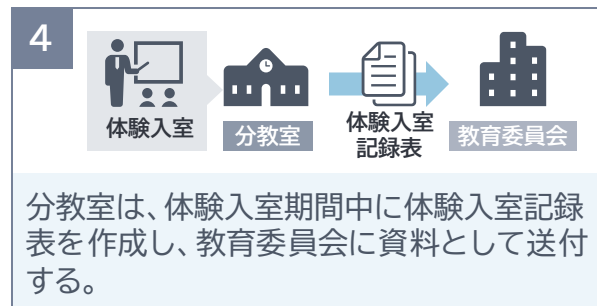 4
体験入室
分教室
体験入室
記録表
教育委員会
分教室は、体験入室期間中に体験入室記録
表を作成し、教育委員会に資料として送付
する。